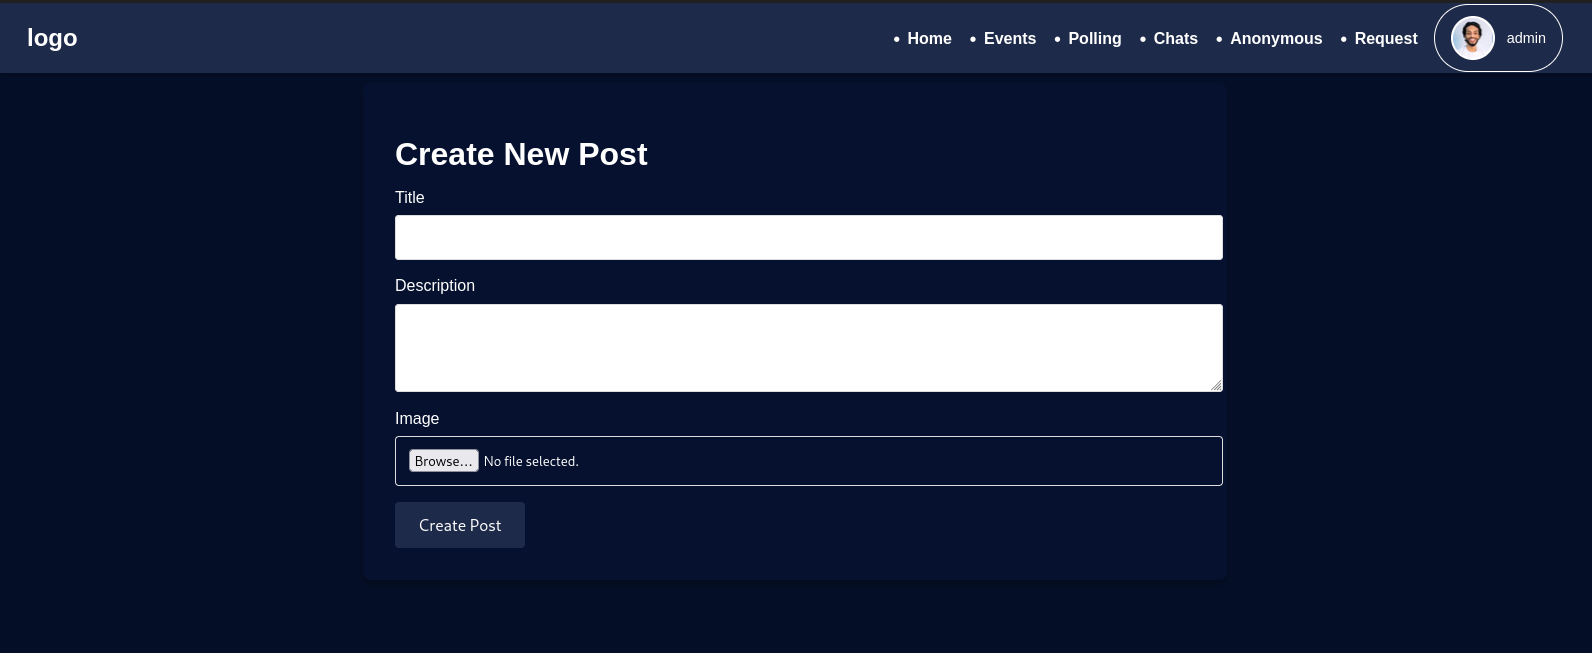 logo
• Home • Events • Polling • Chats • Anonymous • Request admin
Create New Post
Title
Description
Image
Browse... No file selected.
Create Post